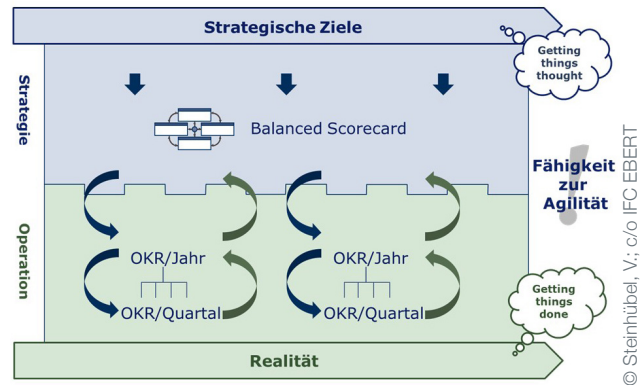 Strategische Ziele
Getting
things
thought
Strategie
Balanced Scorecard
Fähigkeit
zur
Agilität
!
Operation
OKR/Jahr
OKR/Quartal
OKR/Jahr
OKR/Quartal
Getting
things
done
Realität
© Steinhübel, V.; c/o IFC EBERT